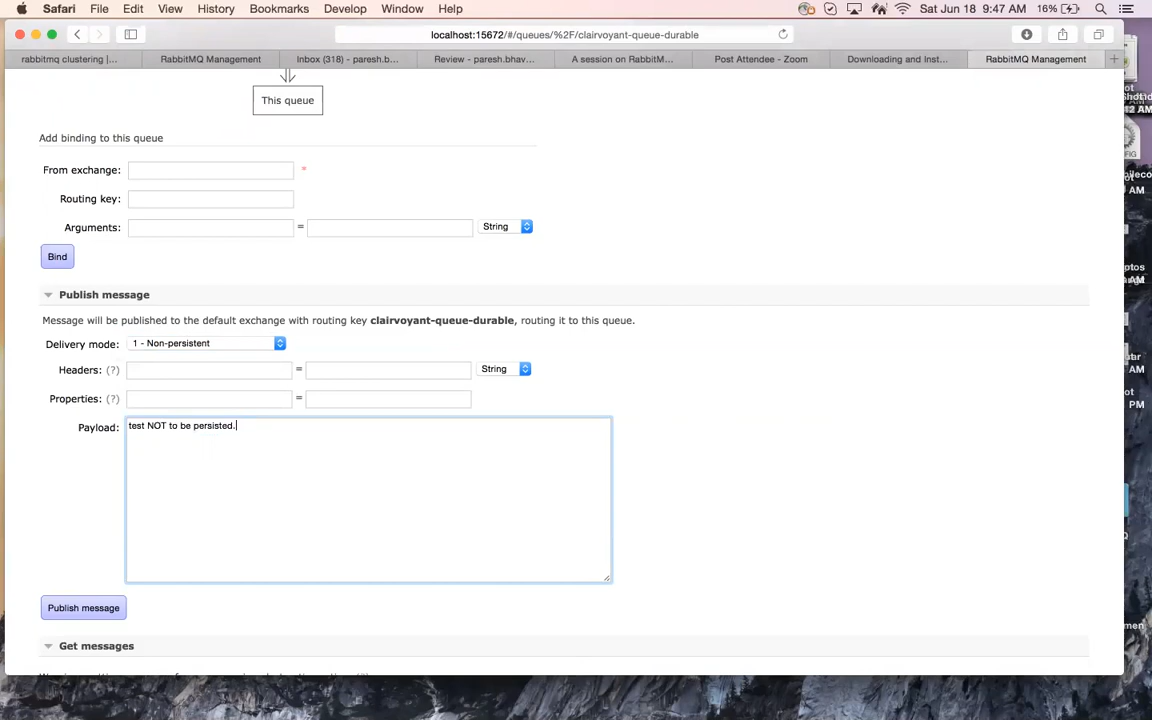 Safari File Edit View History Bookmarks Develop Window Help Sat Jun 18 9:47 AM 16%
localhost:15672/#/queues/%2F/clairvoyant-queue-durable
rabbitmq clustering |... RabbitMQ Management Inbox (318) - paresh.b... Review - paresh.bhav... A session on RabbitM... Post Attendee - Zoom Downloading and Inst... RabbitMQ Management
This queue
Add binding to this queue
From exchange: *
Routing key:
Arguments: = String
Bind
Publish message
Message will be published to the default exchange with routing key clairvoyant-queue-durable, routing it to this queue.
Delivery mode: 1 - Non-persistent
Headers: (?) = String
Properties: (?) =
Payload: test NOT to be persisted.
Publish message
Get messages